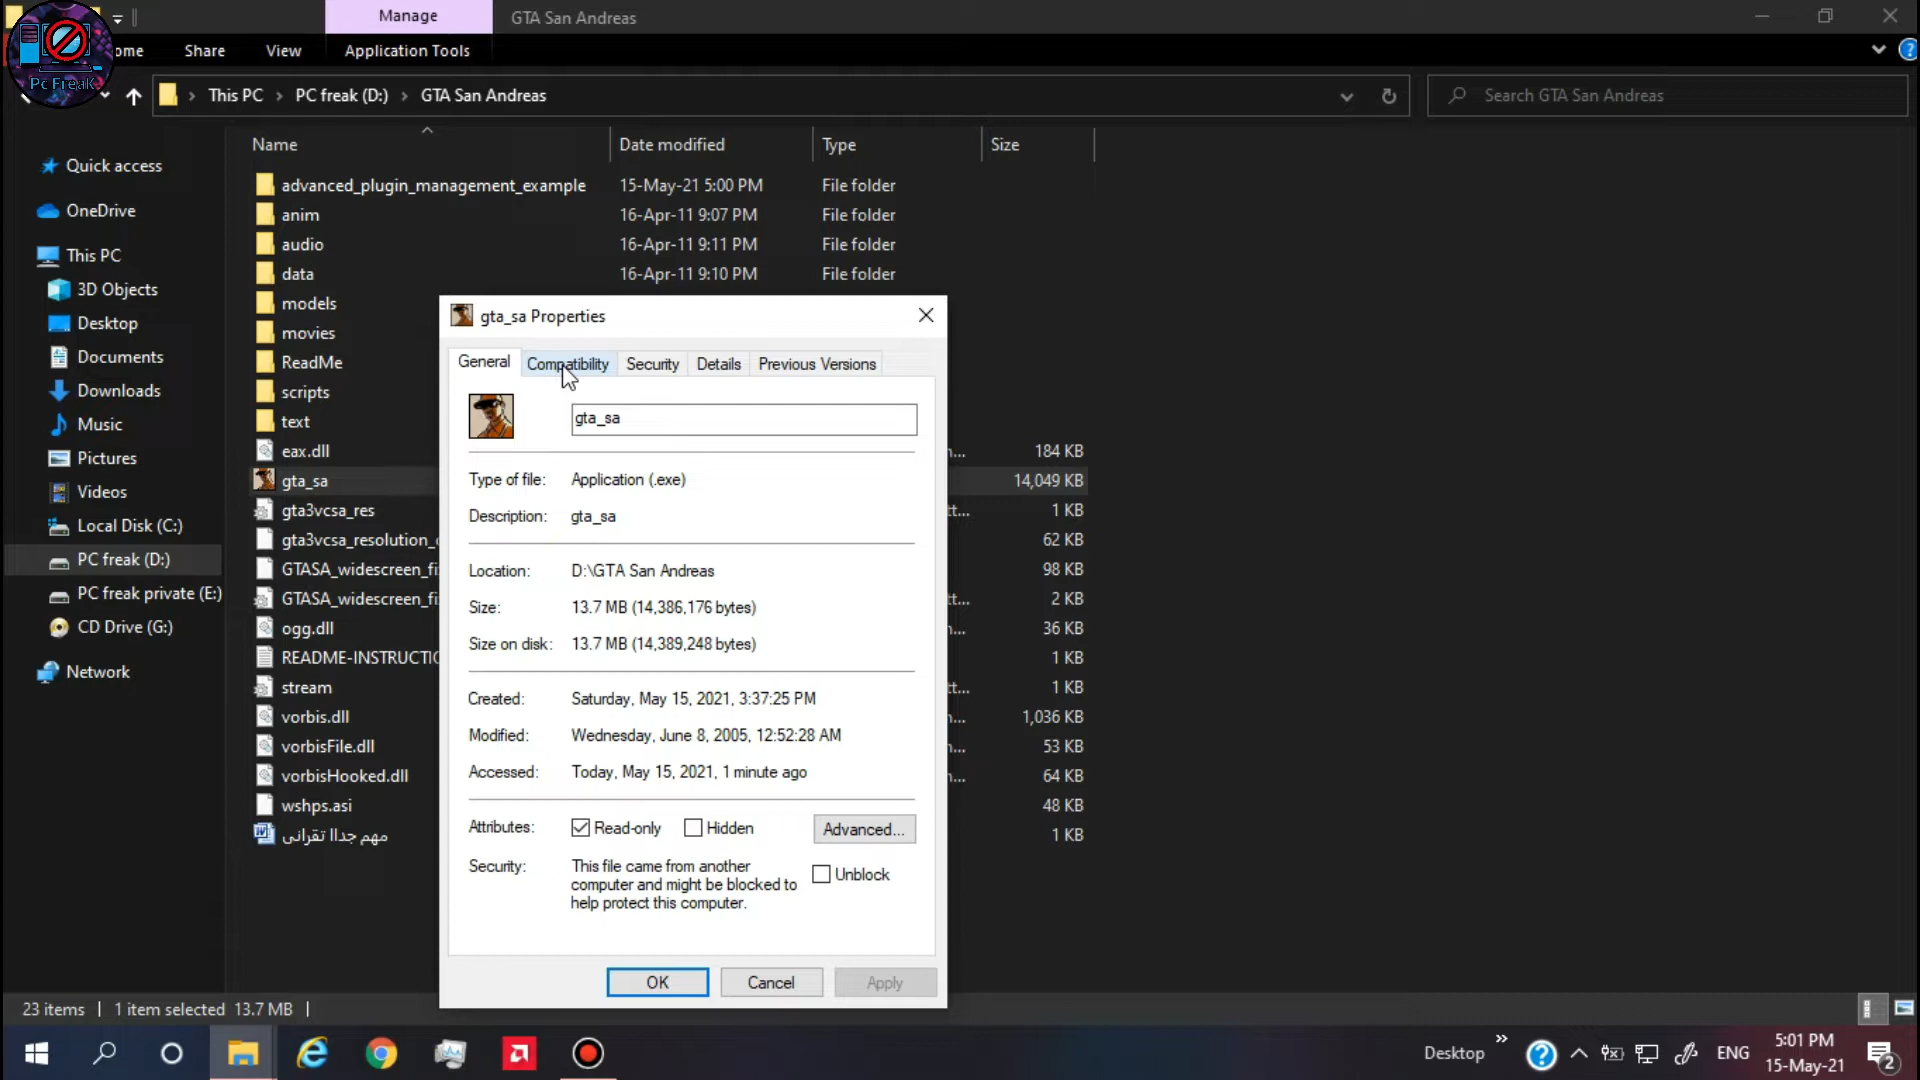 Manage
GTA San Andreas
ome
Share
View
Application Tools
Pc FreaK
This PC
PC freak (D:)
GTA San Andreas
Search GTA San Andreas
Name
Date modified
Type
Size
Quick access
OneDrive
This PC
3D Objects
Desktop
Documents
Downloads
Music
Pictures
Videos
Local Disk (C:)
PC freak (D:)
PC freak private (E:)
CD Drive (G:)
Network
advanced_plugin_management_example 15-May-21 5:00 PM File folder
anim 16-Apr-11 9:07 PM File folder
audio 16-Apr-11 9:11 PM File folder
data 16-Apr-11 9:10 PM File folder
models
movies
ReadMe
scripts
text
eax.dll 184 KB
gta_sa 14,049 KB
gta3vcsa_res 1 KB
gta3vcsa_resolution_ 62 KB
GTASA_widescreen_fi 98 KB
GTASA_widescreen_fi 2 KB
ogg.dll 36 KB
README-INSTRUCTI 1 KB
stream 1 KB
vorbis.dll 1,036 KB
vorbisFile.dll 53 KB
vorbisHooked.dll 64 KB
wshps.asi 48 KB
مهم جداا تقرانى 1 KB
gta_sa Properties
General
Compatibility
Security
Details
Previous Versions
gta_sa
Type of file: Application (.exe)
Description: gta_sa
Location: D:\GTA San Andreas
Size: 13.7 MB (14,386,176 bytes)
Size on disk: 13.7 MB (14,389,248 bytes)
Created: Saturday, May 15, 2021, 3:37:25 PM
Modified: Wednesday, June 8, 2005, 12:52:28 AM
Accessed: Today, May 15, 2021, 1 minute ago
Attributes: Read-only Hidden Advanced...
Security: This file came from another
computer and might be blocked to
help protect this computer.
Unblock
OK
Cancel
Apply
23 items
1 item selected 13.7 MB
Desktop
ENG
5:01 PM
15-May-21
2